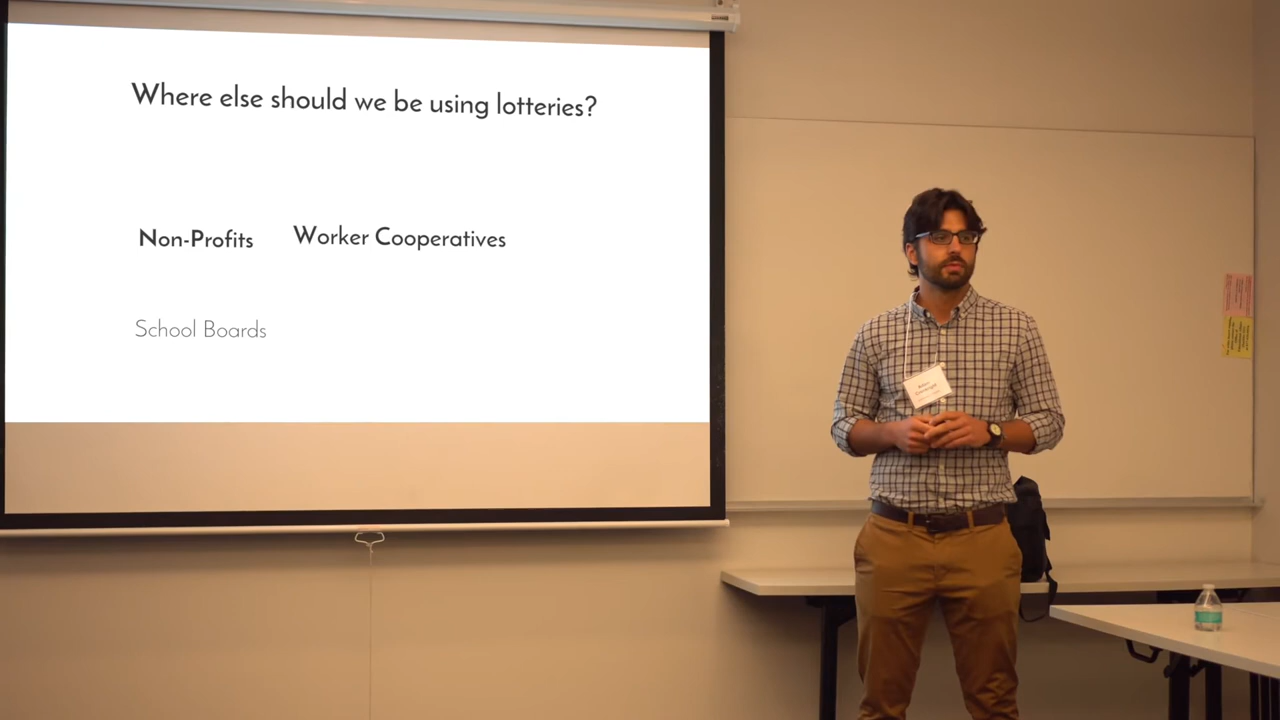 Where else should we be using lotteries?
Non-Profits
Worker Cooperatives
School Boards